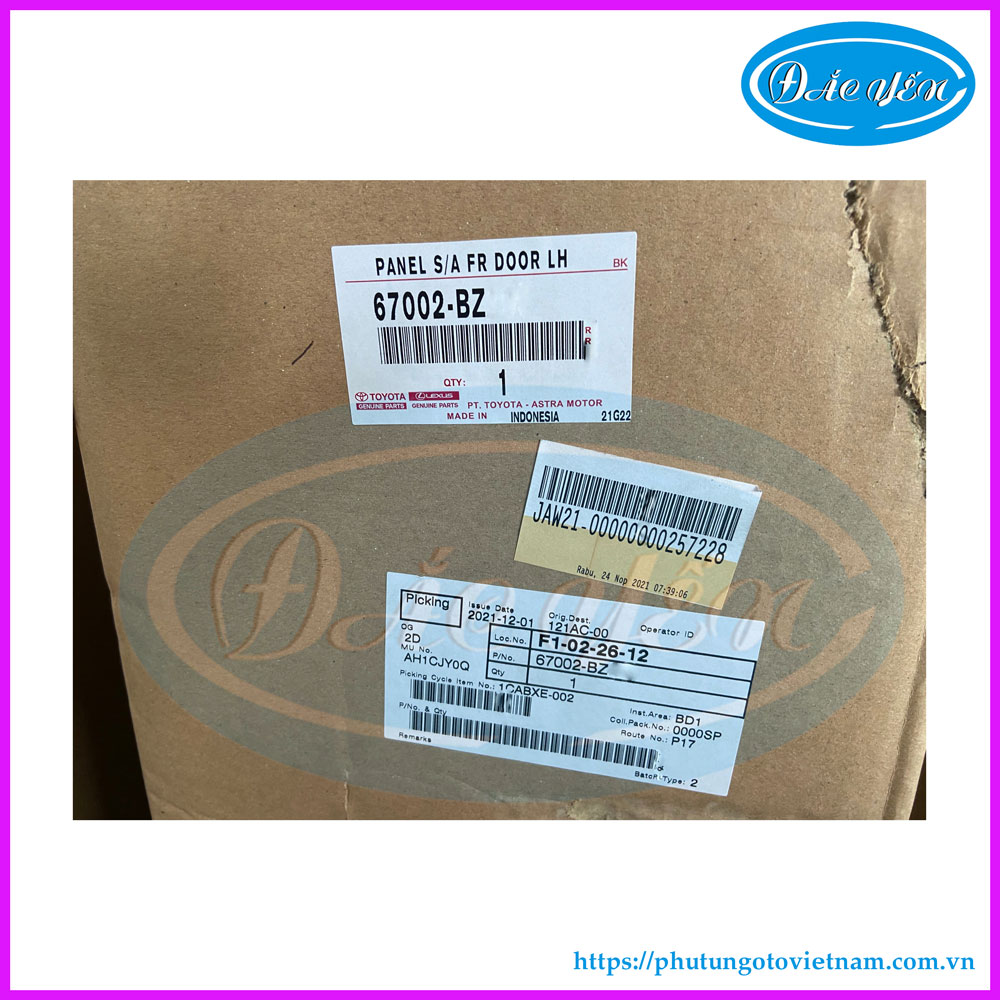 ĐẮC YẾN
PANEL S/A FR DOOR LH
BK
67002-BZ
R
R
QTY: 1
TOYOTA LEXUS
GENUINE PARTS GENUINE PARTS PT. TOYOTA - ASTRA MOTOR
MADE IN INDONESIA 21G22
JAW21-00000000257228
Rabu, 24 Nop 2021 07:39:06
ĐẮC YẾN
Picking
Issue Date
2021-12-01
Orig.Dest.
121AC-00
Operator ID
OG
2D
Loc.No. F1-02-26-12
MU No.
AH1CJY0Q
P/No. 67002-BZ
Qty 1
Picking Cycle Item No.: 1CABXE-002
Inst.Area: BD1
Coll.Pack.No.: 0000SP
Route No.: P17
P/No. & Qty
Remarks
Batch Type: 2
https://phutungotovietnam.com.vn